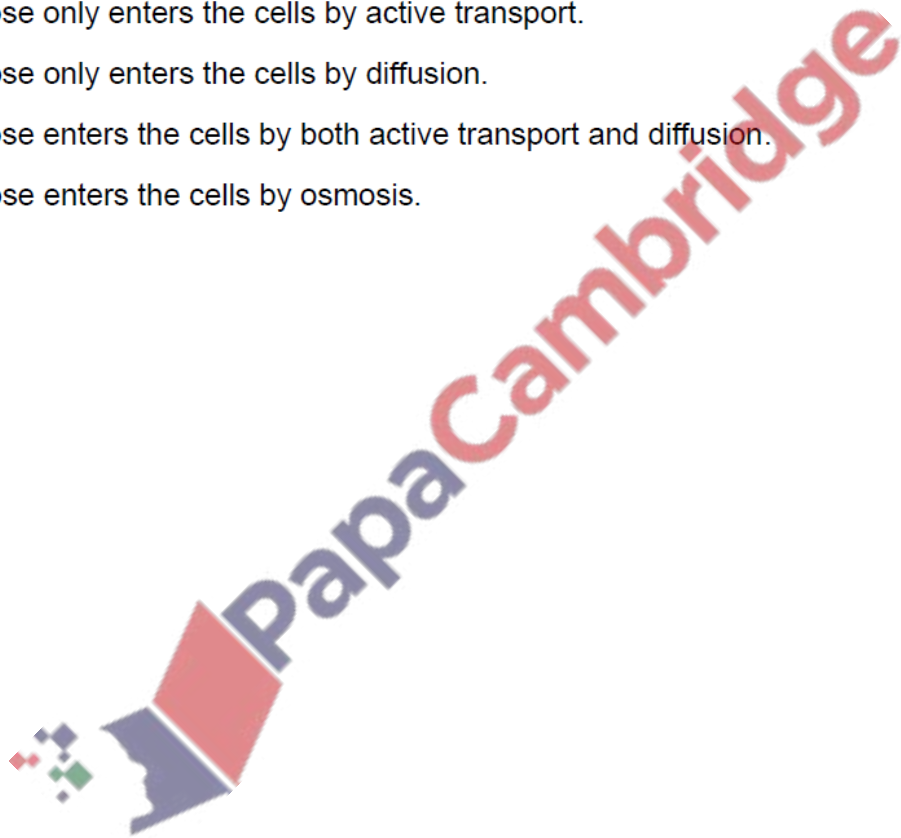 ose only enters the cells by active transport.
ose only enters the cells by diffusion.
ose enters the cells by both active transport and diffusion.
ose enters the cells by osmosis.
PapaCambridge